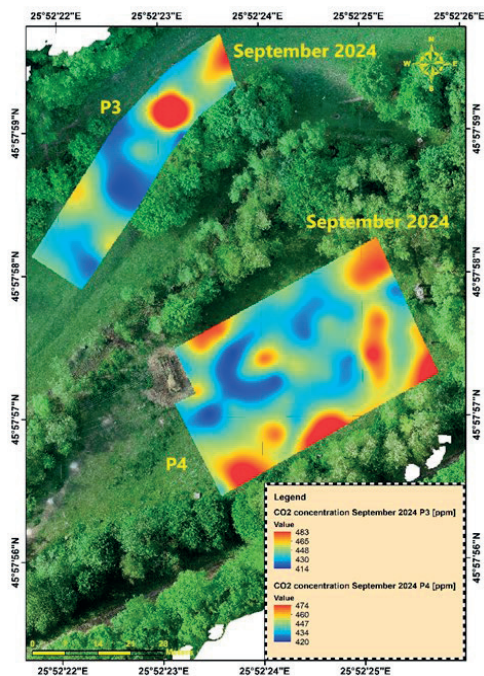 25°52'22"E 25°52'23"E 25°52'24"E 25°52'25"E 25°52'26"E
September 2024
N
W E
S
P3
45°57'59"N
45°57'59"N
September 2024
45°57'58"N
45°57'58"N
45°57'57"N
45°57'57"N
P4
45°57'56"N
45°57'56"N
Legend
CO2 concentration September 2024 P3 [ppm]
Value
483
465
448
430
414
CO2 concentration September 2024 P4 [ppm]
Value
474
460
447
434
420
0
Meters
25°52'22"E 25°52'23"E 25°52'24"E 25°52'25"E